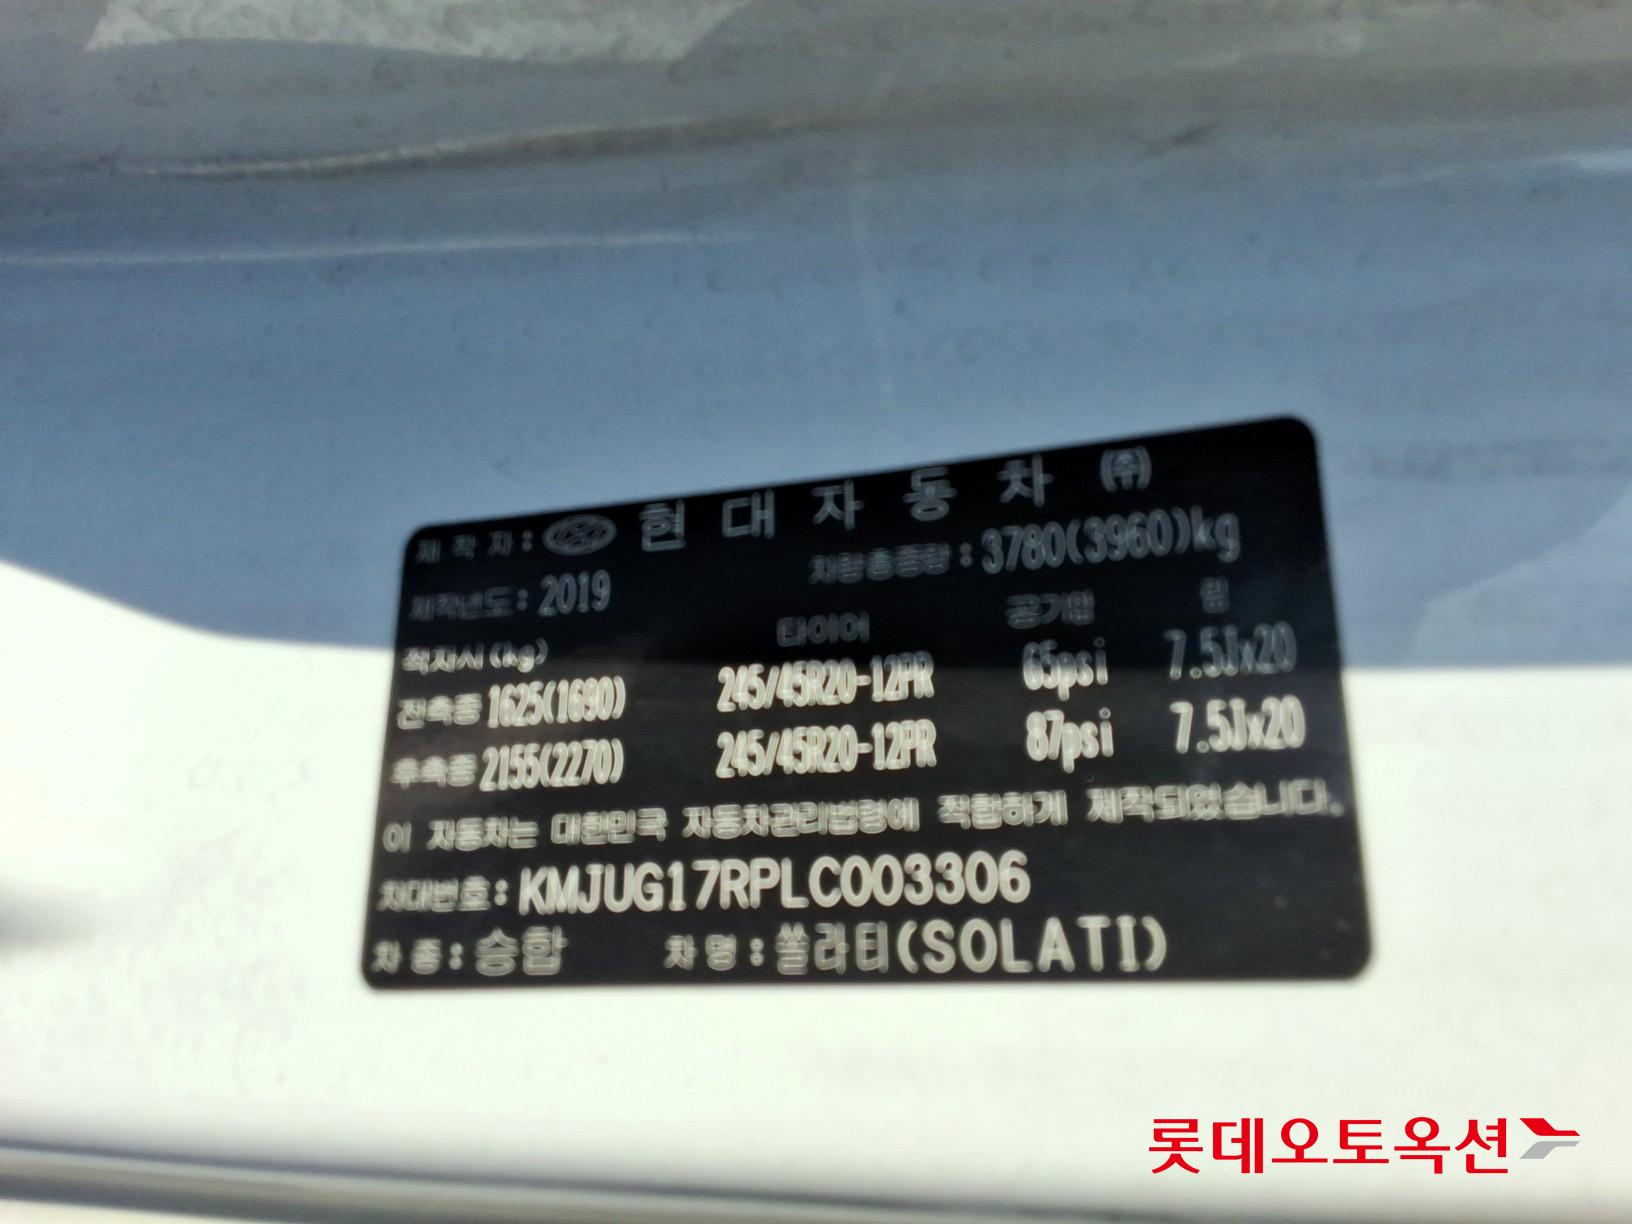 제 작 자 : 현 대 자 동 차 ㈜
제작년도 : 2019 차량총중량 : 3780(3960)kg
적차시(kg) 타이어 공기압 림
전축중 1625(1690) 245/45R20-12PR 65psi 7.5Jx20
후축중 2155(2270) 245/45R20-12PR 87psi 7.5Jx20
이 자동차는 대한민국 자동차관리법령에 적합하게 제작되었습니다.
차대번호 : KMJUG17RPLC003306
차 종 : 승합 차 명 : 쏠라티(SOLATI)
롯데오토옥션